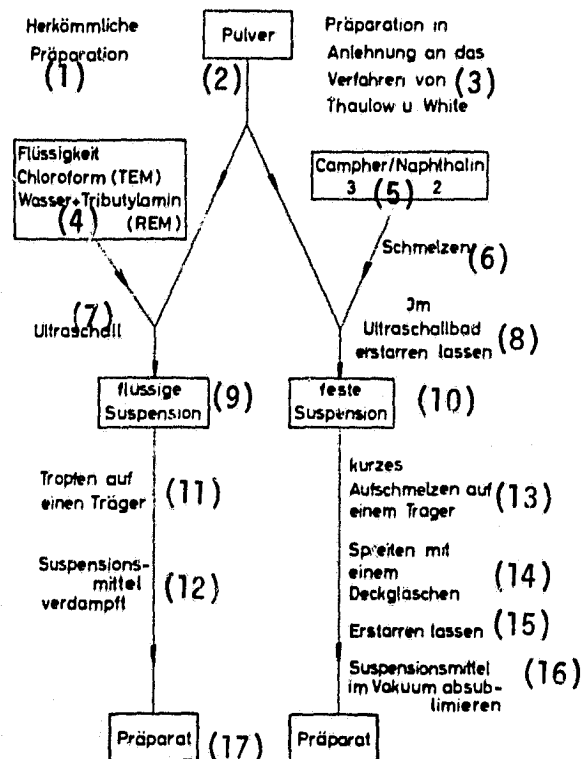 Herkömmliche
Präparation
(1)
Pulver
(2)
Präparation in
Anlehnung an das
Verfahren von (3)
Thaulow u White
Flüssigkeit
Chloroform (TEM)
Wasser+Tributylamin
(4) (REM)
Campher/Naphthalin
3 (5) 2
Schmelzen (6)
(7)
Ultraschall
Jm
Ultraschallbad
erstarren lassen (8)
flüssige
Suspension (9)
feste
Suspension (10)
Tropfen auf
einen Träger (11)
Suspensions-
mittel
verdampft (12)
kurzes
Aufschmelzen auf
einem Trager (13)
Spreiten mit
einem
Deckgläschen (14)
Erstarren lassen (15)
Suspensionsmittel
im Vakuum absub-
limieren (16)
Präparat (17)
Präparat